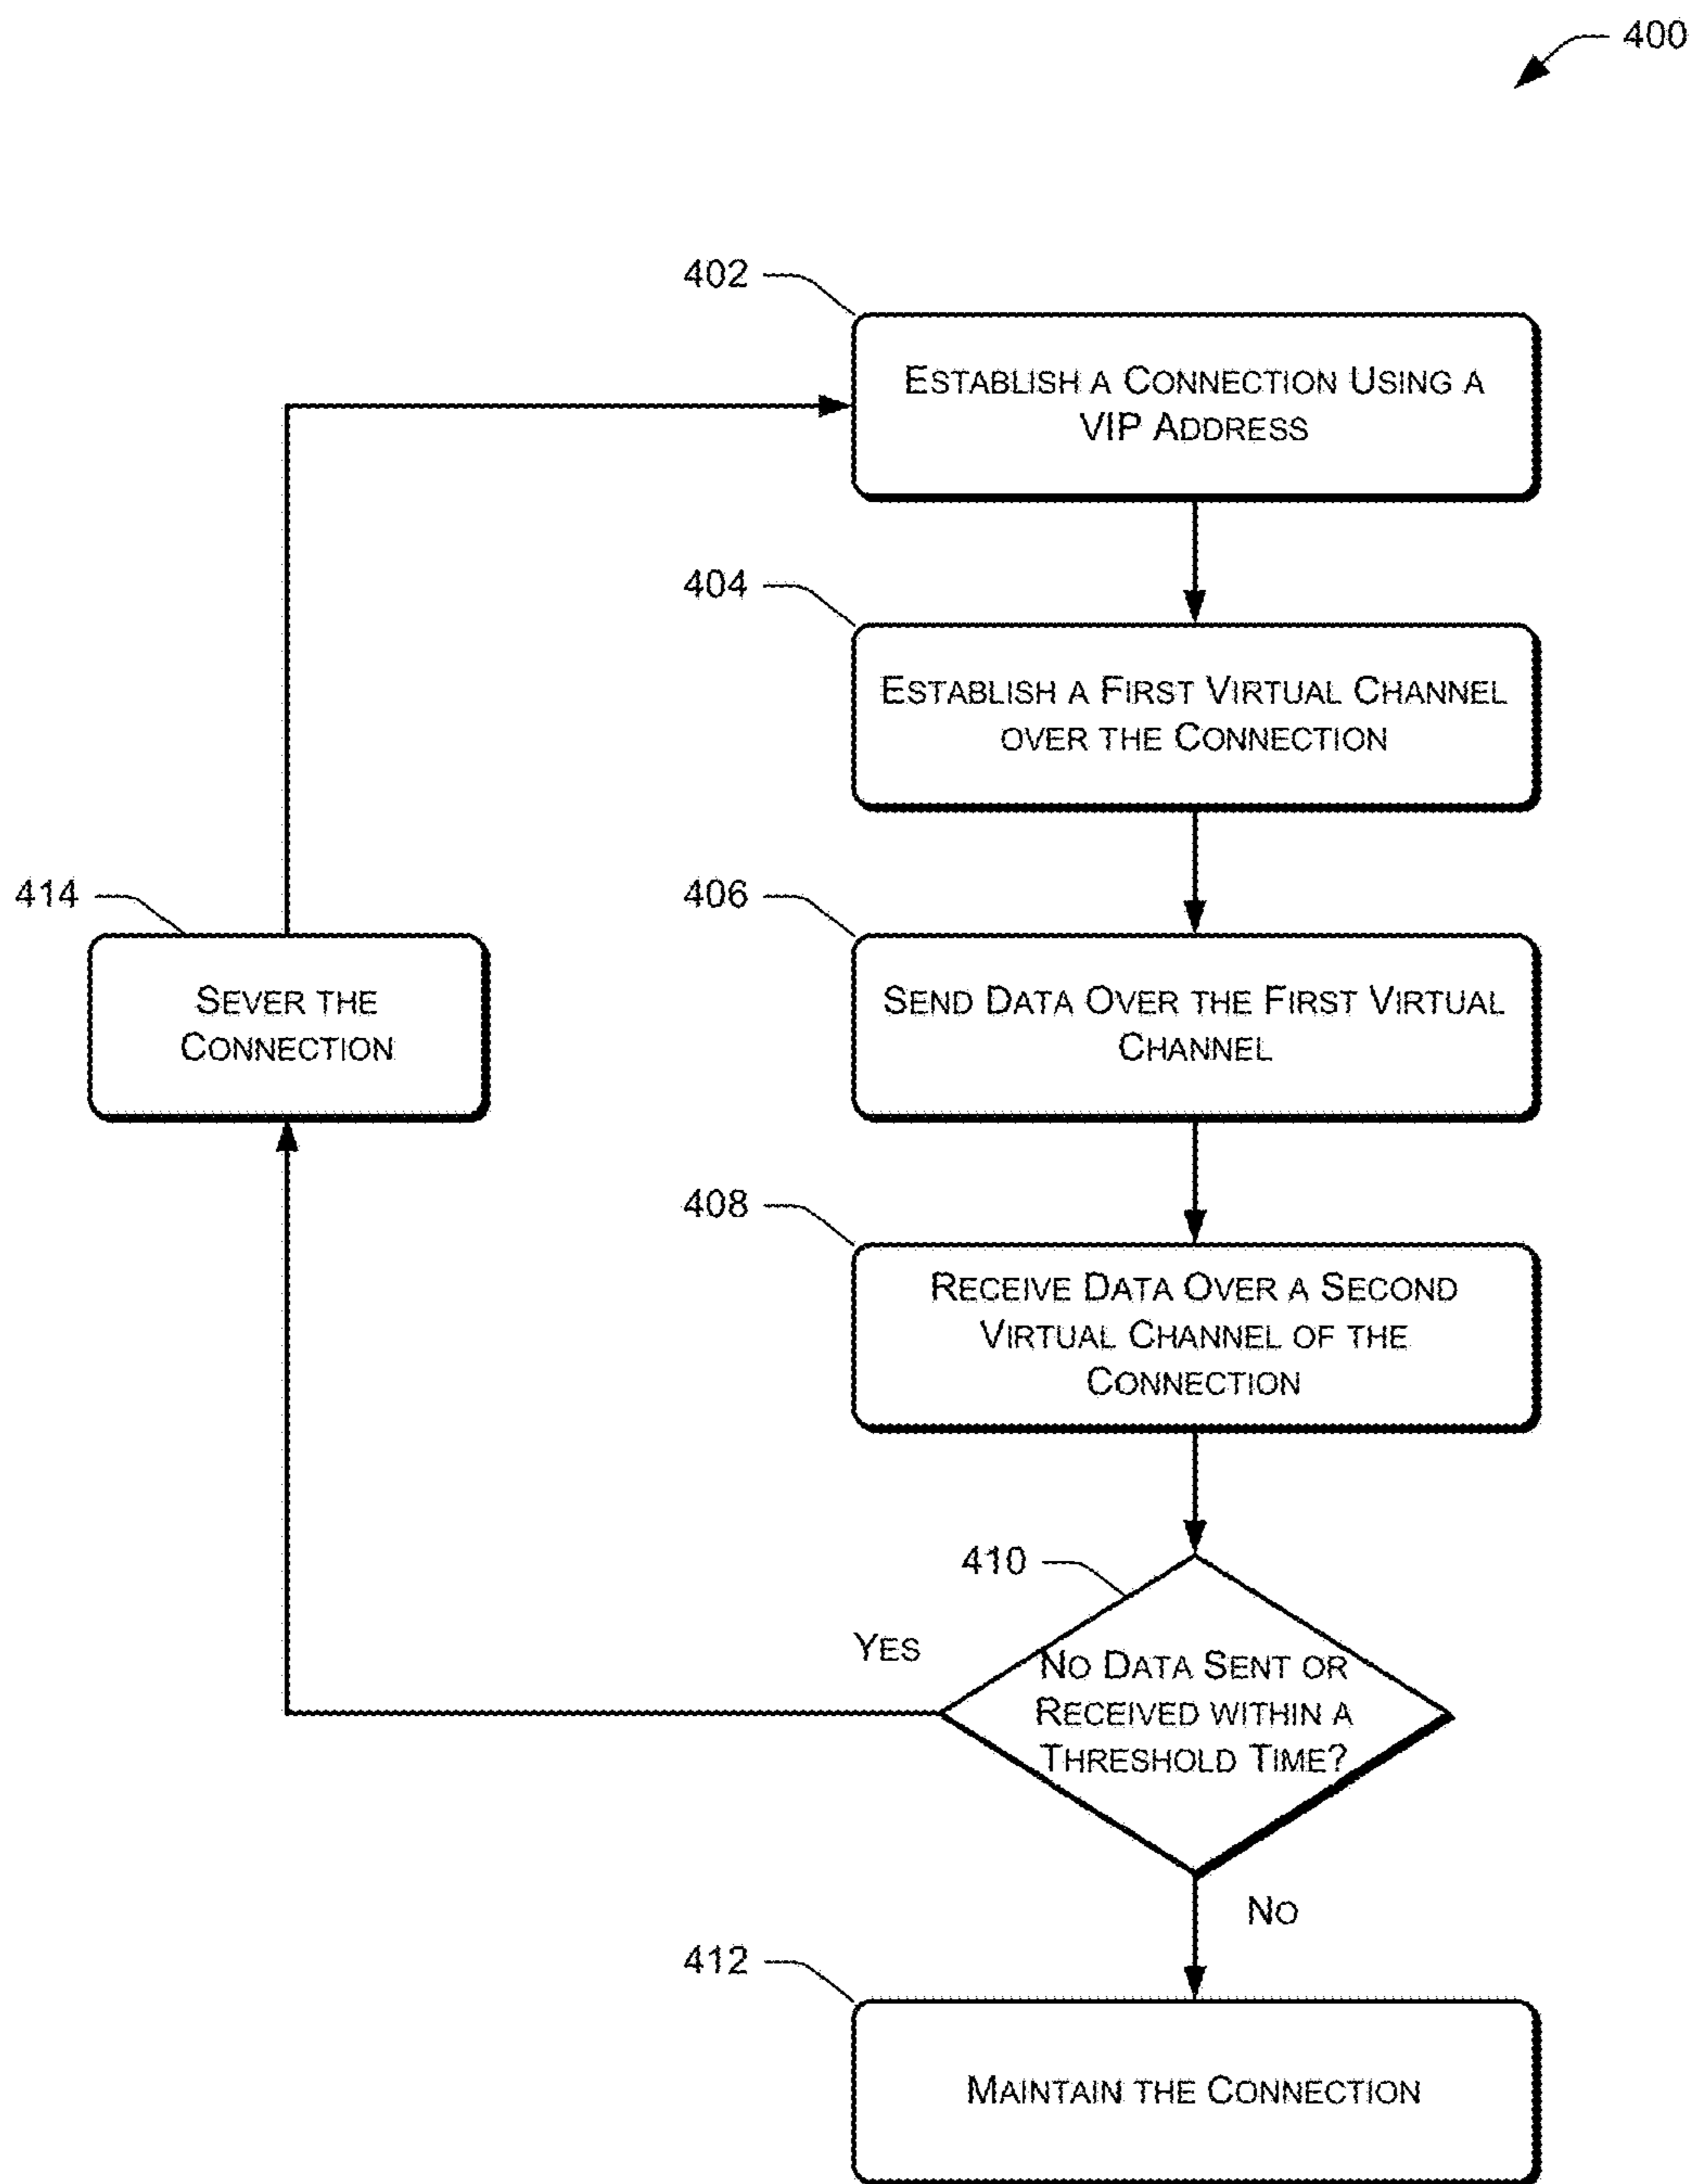 400
402
ESTABLISH A CONNECTION USING A
VIP ADDRESS
404
ESTABLISH A FIRST VIRTUAL CHANNEL
OVER THE CONNECTION
414
SEVER THE
CONNECTION
406
SEND DATA OVER THE FIRST VIRTUAL
CHANNEL
408
RECEIVE DATA OVER A SECOND
VIRTUAL CHANNEL OF THE
CONNECTION
410
YES
NO DATA SENT OR
RECEIVED WITHIN A
THRESHOLD TIME?
NO
412
MAINTAIN THE CONNECTION